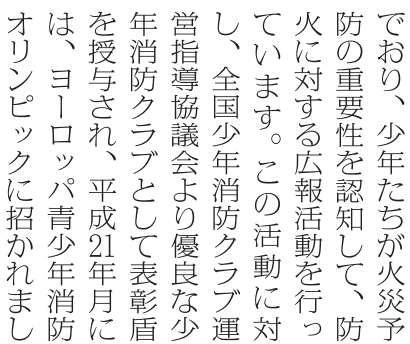 でおり、少年たちが火災予
防の重要性を認知して、防
火に対する広報活動を行っ
ています。この活動に対
し、全国少年消防クラブ運
営指導協議会より優良な少
年消防クラブとして表彰盾
を授与され、平成21年月に
は、ヨーロッパ青少年消防
オリンピックに招かれまし